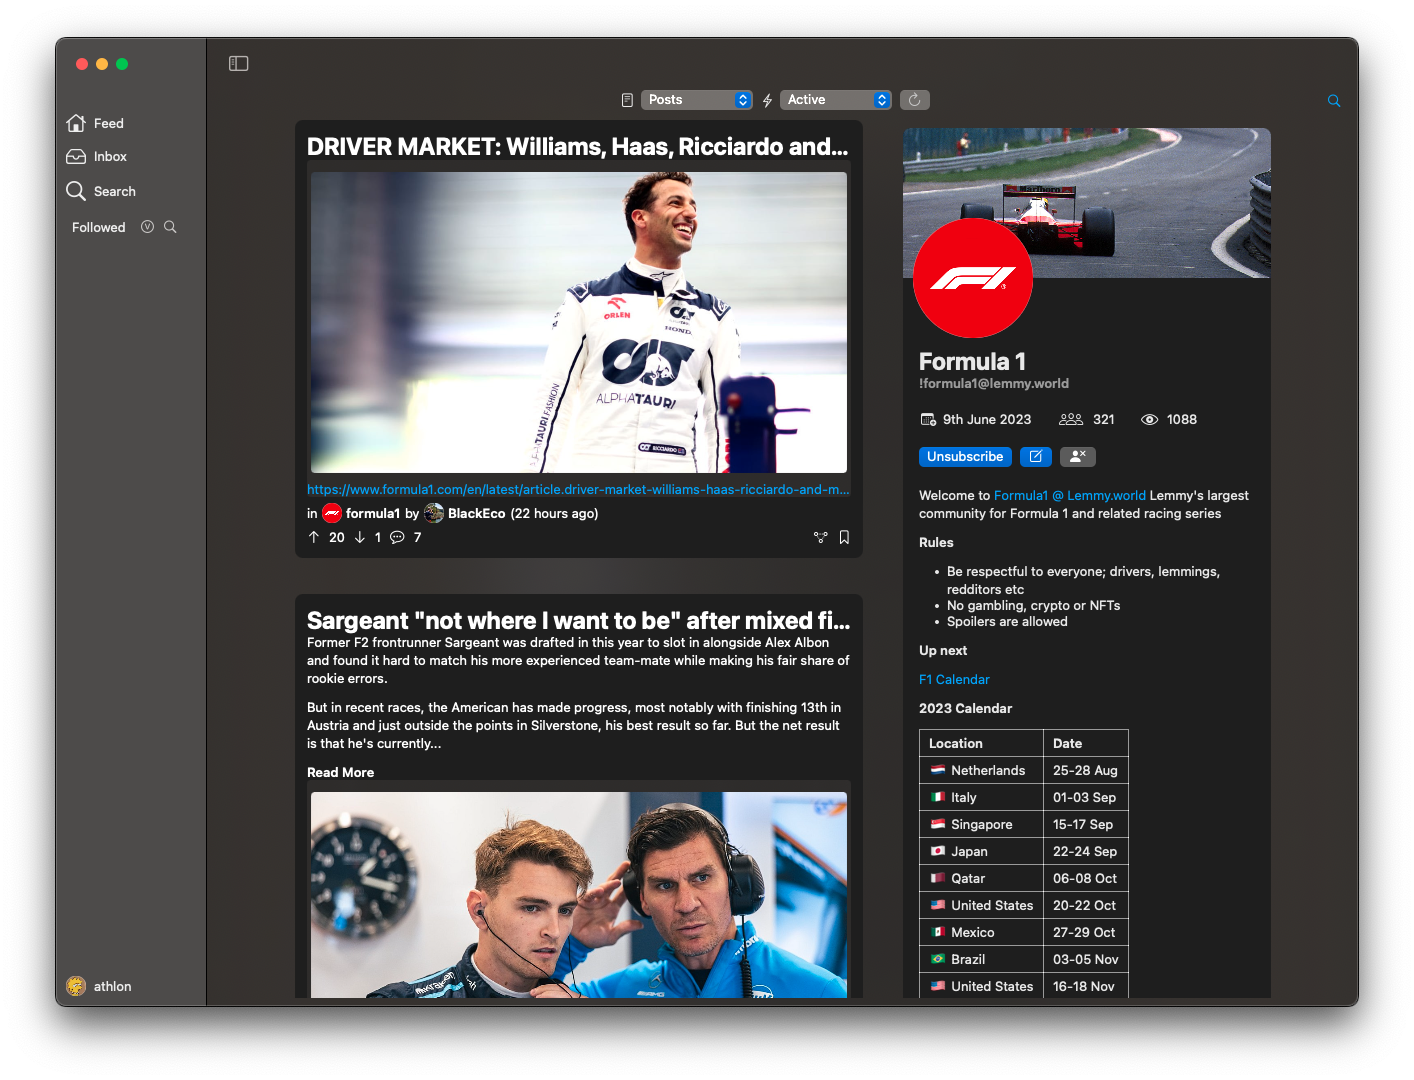 Posts
Active
Feed
Inbox
Search
Followed
athlon
DRIVER MARKET: Williams, Haas, Ricciardo and...
ORLEN
HONDA
ALPHATAURI
TAURI FASHION
RICCIARDO
https://www.formula1.com/en/latest/article.driver-market-williams-haas-ricciardo-and-m...
in formula1 by BlackEco (22 hours ago)
20 1 7
Sargeant "not where I want to be" after mixed fi...
Former F2 frontrunner Sargeant was drafted in this year to slot in alongside Alex Albon
and found it hard to match his more experienced team-mate while making his fair share of
rookie errors.
But in recent races, the American has made progress, most notably with finishing 13th in
Austria and just outside the points in Silverstone, his best result so far. But the net result
is that he's currently...
Read More
kraken
Marlboro
F1
Formula 1
!formula1@lemmy.world
9th June 2023 321 1088
Unsubscribe
Welcome to Formula1 @ Lemmy.world Lemmy's largest
community for Formula 1 and related racing series
Rules
• Be respectful to everyone; drivers, lemmings,
redditors etc
• No gambling, crypto or NFTs
• Spoilers are allowed
Up next
F1 Calendar
2023 Calendar
Location Date
🇳🇱 Netherlands 25-28 Aug
🇮🇹 Italy 01-03 Sep
🇸🇬 Singapore 15-17 Sep
🇯🇵 Japan 22-24 Sep
🇶🇦 Qatar 06-08 Oct
🇺🇸 United States 20-22 Oct
🇲🇽 Mexico 27-29 Oct
🇧🇷 Brazil 03-05 Nov
🇺🇸 United States 16-18 Nov